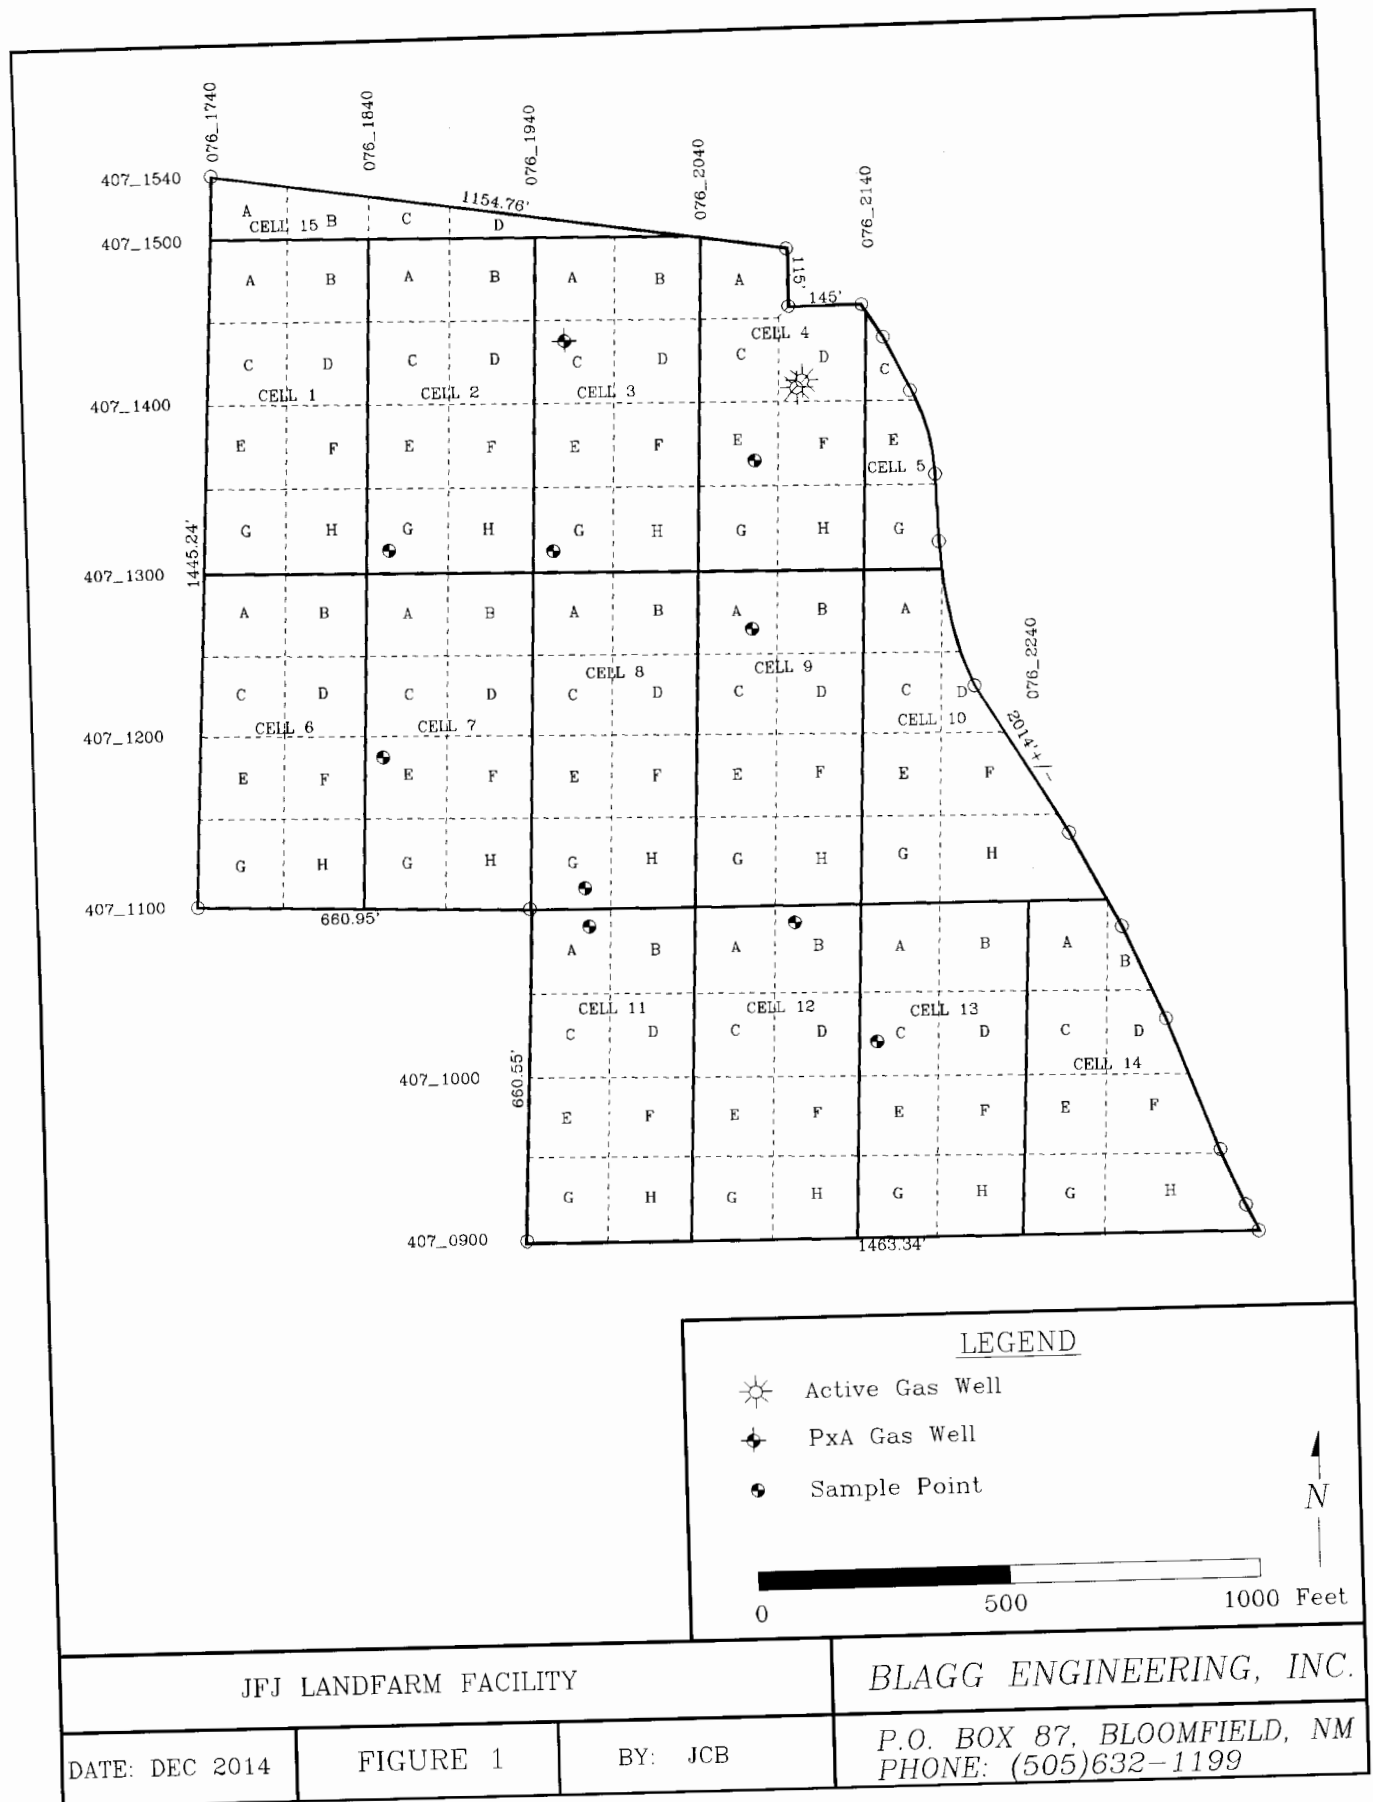 076_1740
076_1840
076_1940
076_2040
076_2140
407_1540
1154.76'
A B C D
CELL 15
407_1500
115'
A B A B A B A
145'
CELL 4
C D C D C D C D C
CELL 1 CELL 2 CELL 3
407_1400
E F E F E F E F E
CELL 5
G H G H G H G H G
1445.24'
407_1300
A B A B A B A B A
076_2240
CELL 8 CELL 9
C D C D C D C D C D
CELL 10
2014'+/-
CELL 6 CELL 7
407_1200
E F E F E F E F E F
G H G H G H G H G H
407_1100
660.95'
A B A B A B A B
CELL 11 CELL 12 CELL 13
C D C D C D C D
CELL 14
660.55'
407_1000
E F E F E F E F
G H G H G H G H
407_0900
1463.34'
LEGEND
Active Gas Well
PxA Gas Well
Sample Point
N
0 500 1000 Feet
JFJ LANDFARM FACILITY
BLAGG ENGINEERING, INC.
P.O. BOX 87, BLOOMFIELD, NM
PHONE: (505)632-1199
DATE: DEC 2014
FIGURE 1
BY: JCB